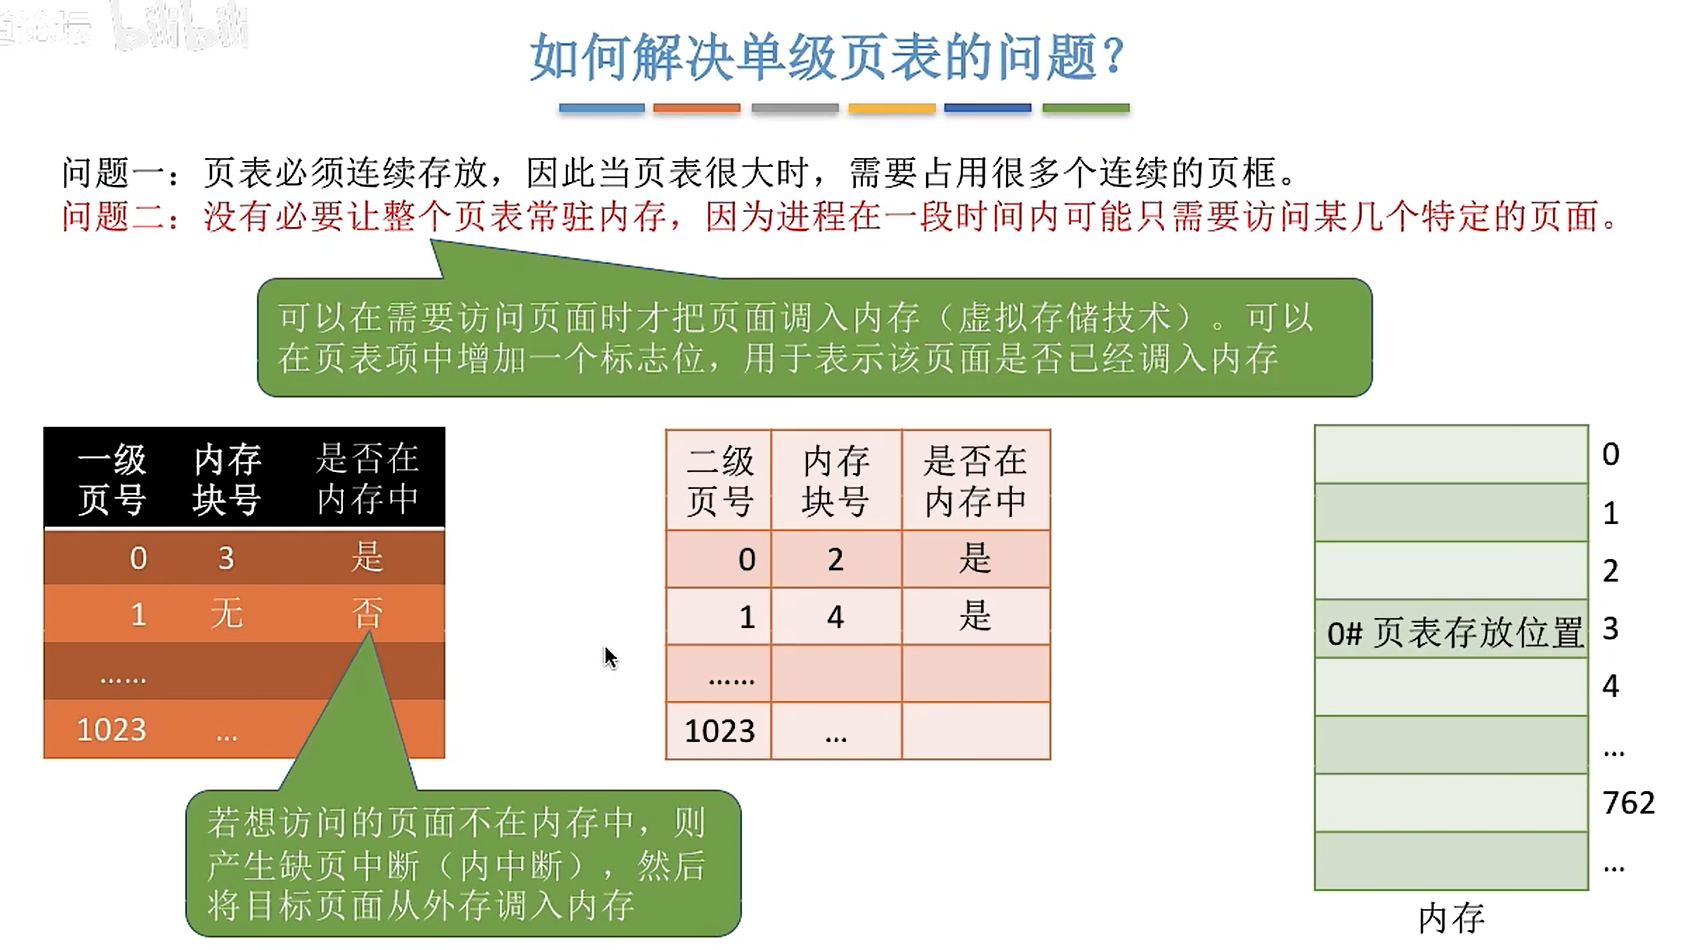 bilibili
如何解决单级页表的问题？
问题一：页表必须连续存放，因此当页表很大时，需要占用很多个连续的页框。
问题二：没有必要让整个页表常驻内存，因为进程在一段时间内可能只需要访问某几个特定的页面。
可以在需要访问页面时才把页面调入内存（虚拟存储技术）。可以
在页表项中增加一个标志位，用于表示该页面是否已经调入内存
一级 内存 是否在
页号 块号 内存中
0 3 是
1 无 否
……
1023 …
若想访问的页面不在内存中，则
产生缺页中断（内中断），然后
将目标页面从外存调入内存
二级 内存 是否在
页号 块号 内存中
0 2 是
1 4 是
……
1023 …
0
1
2
0# 页表存放位置 3
4
…
762
…
内存